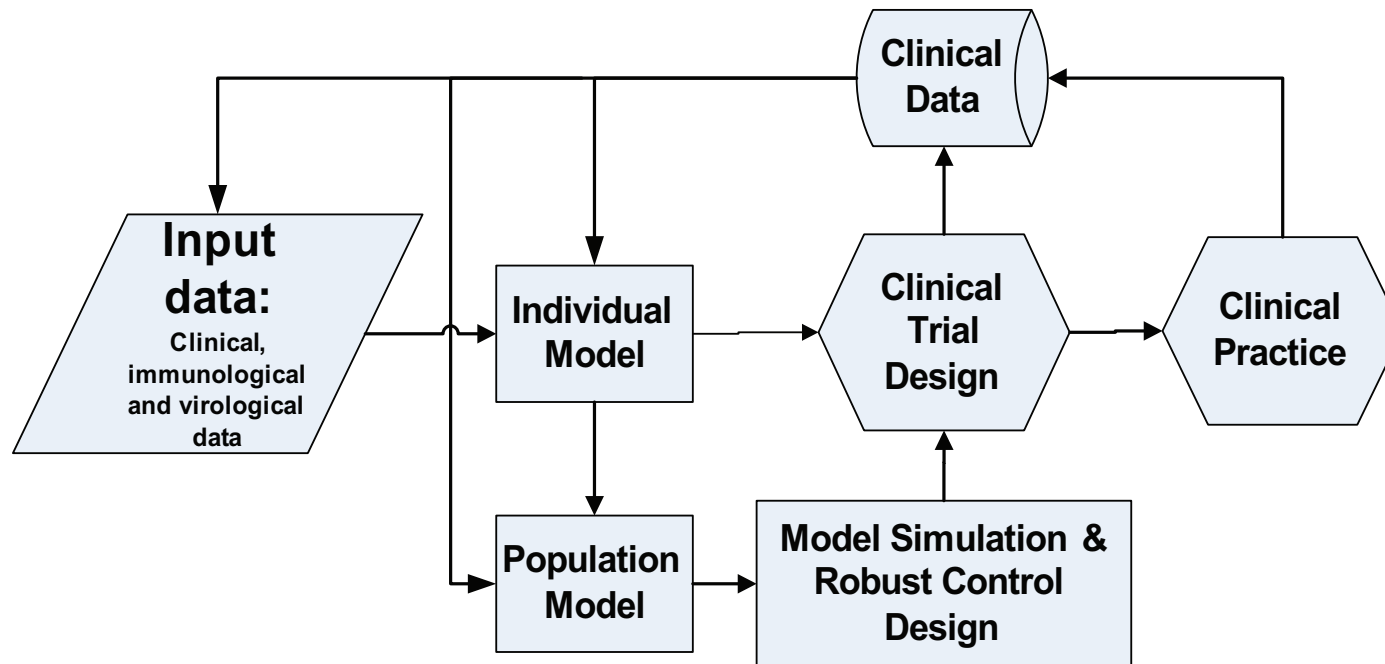 Clinical
Data
Input
data:
Clinical,
immunological
and virological
data
Individual
Model
Clinical
Trial
Design
Clinical
Practice
Population
Model
Model Simulation &
Robust Control
Design